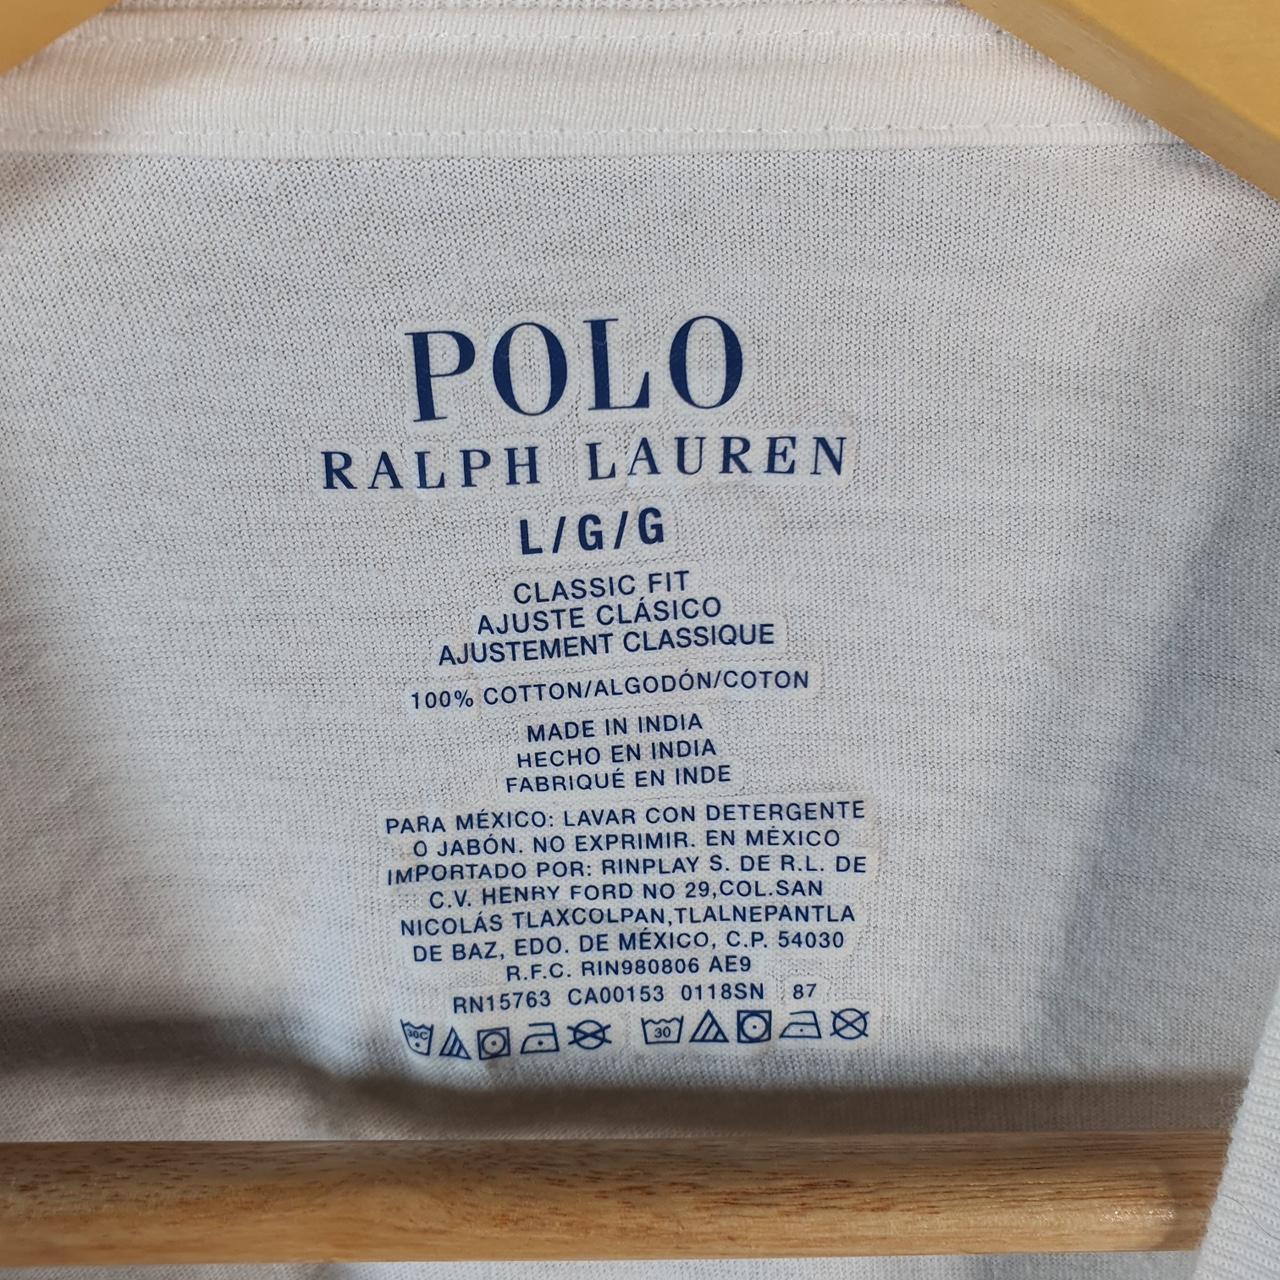 POLO
RALPH LAUREN
L/G/G
CLASSIC FIT
AJUSTE CLÁSICO
AJUSTEMENT CLASSIQUE
100% COTTON/ALGODÓN/COTON
MADE IN INDIA
HECHO EN INDIA
FABRIQUÉ EN INDE
PARA MÉXICO: LAVAR CON DETERGENTE
O JABÓN. NO EXPRIMIR. EN MÉXICO
IMPORTADO POR: RINPLAY S. DE R.L. DE
C.V. HENRY FORD NO 29,COL.SAN
NICOLÁS TLAXCOLPAN,TLALNEPANTLA
DE BAZ, EDO. DE MÉXICO, C.P. 54030
R.F.C. RIN980806 AE9
RN15763 CA00153 0118SN 87
30C 30